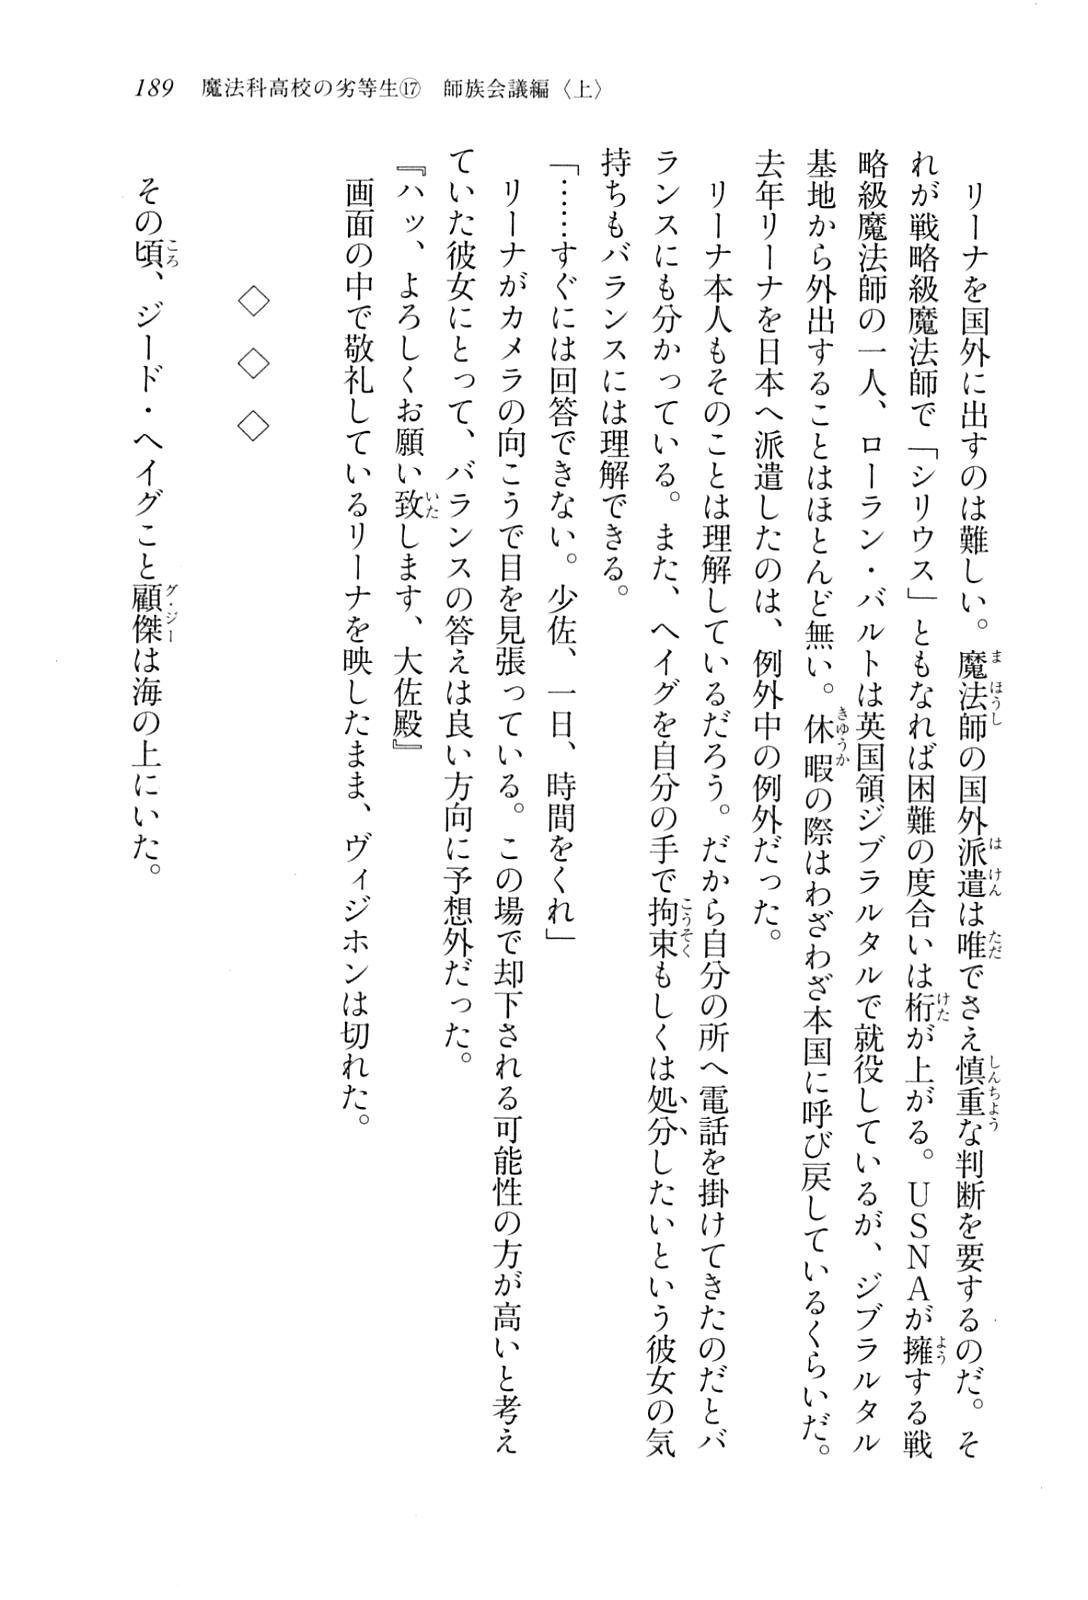 189　魔法科高校の劣等生⑰　師族会議編〈上〉
　リーナを国外に出すのは難しい。魔法師の国外派遣は唯でさえ慎重な判断を要するのだ。そ
れが戦略級魔法師で「シリウス」ともなれば困難の度合いは桁が上がる。ＵＳＮＡが擁する戦
略級魔法師の一人、ローラン・バルトは英国領ジブラルタルで就役しているが、ジブラルタル
基地から外出することはほとんど無い。休暇の際はわざわざ本国に呼び戻しているくらいだ。
去年リーナを日本へ派遣したのは、例外中の例外だった。
　リーナ本人もそのことは理解しているだろう。だから自分の所へ電話を掛けてきたのだとバ
ランスにも分かっている。また、ヘイグを自分の手で拘束もしくは処分したいという彼女の気
持ちもバランスには理解できる。
「……すぐには回答できない。少佐、一日、時間をくれ」
　リーナがカメラの向こうで目を見張っている。この場で却下される可能性の方が高いと考え
ていた彼女にとって、バランスの答えは良い方向に予想外だった。
『ハッ、よろしくお願い致します、大佐殿』
　画面の中で敬礼しているリーナを映したまま、ヴィジホンは切れた。
◇　◇　◇
　その頃、ジード・ヘイグこと顧傑は海の上にいた。